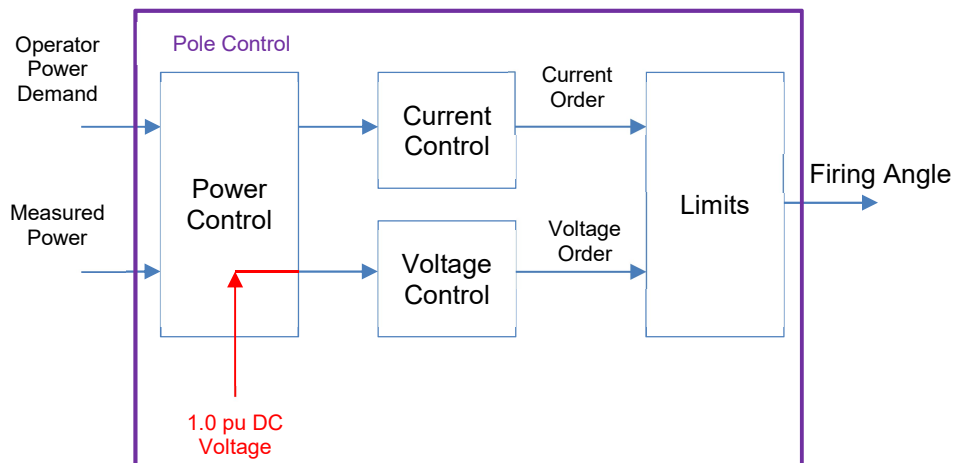 Operator
Power
Demand
Pole Control
Current
Order
Current
Control
Measured
Power
Power
Control
Voltage
Order
Voltage
Control
Limits
Firing Angle
1.0 pu DC
Voltage